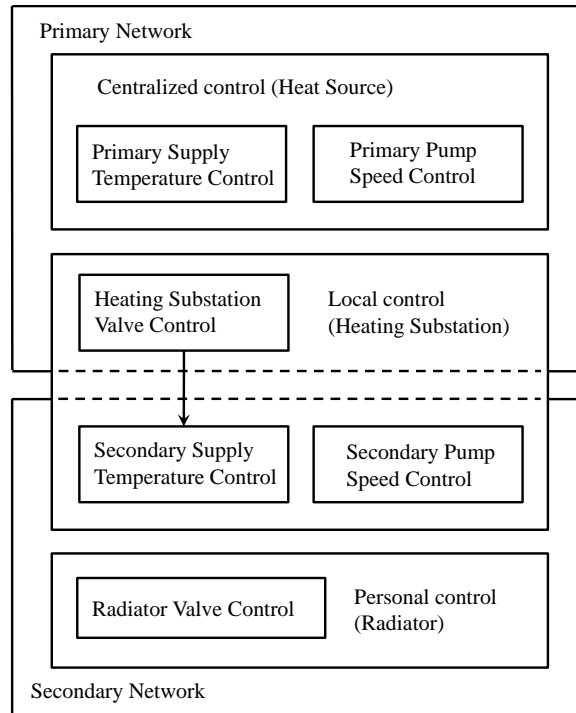 Primary Network
Centralized control (Heat Source)
Primary Supply
Temperature Control
Primary Pump
Speed Control
Heating Substation
Valve Control
Local control
(Heating Substation)
Secondary Supply
Temperature Control
Secondary Pump
Speed Control
Radiator Valve Control
Personal control
(Radiator)
Secondary Network